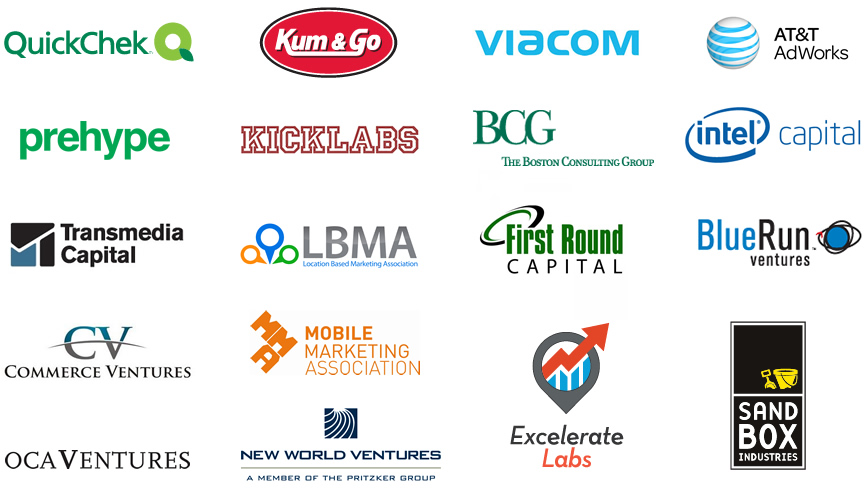 QuickChek
Kum & Go
VIACOM
AT&T
AdWorks
prehype
KICKLABS
BCG
THE BOSTON CONSULTING GROUP
intel capital
Transmedia
Capital
LBMA
Location Based Marketing Association
First Round
CAPITAL
BlueRun
ventures
CV
COMMERCE VENTURES
MMA
MOBILE
MARKETING
ASSOCIATION
Excelerate
Labs
SAND
BOX
INDUSTRIES
OCA VENTURES
NEW WORLD VENTURES
A MEMBER OF THE PRITZKER GROUP